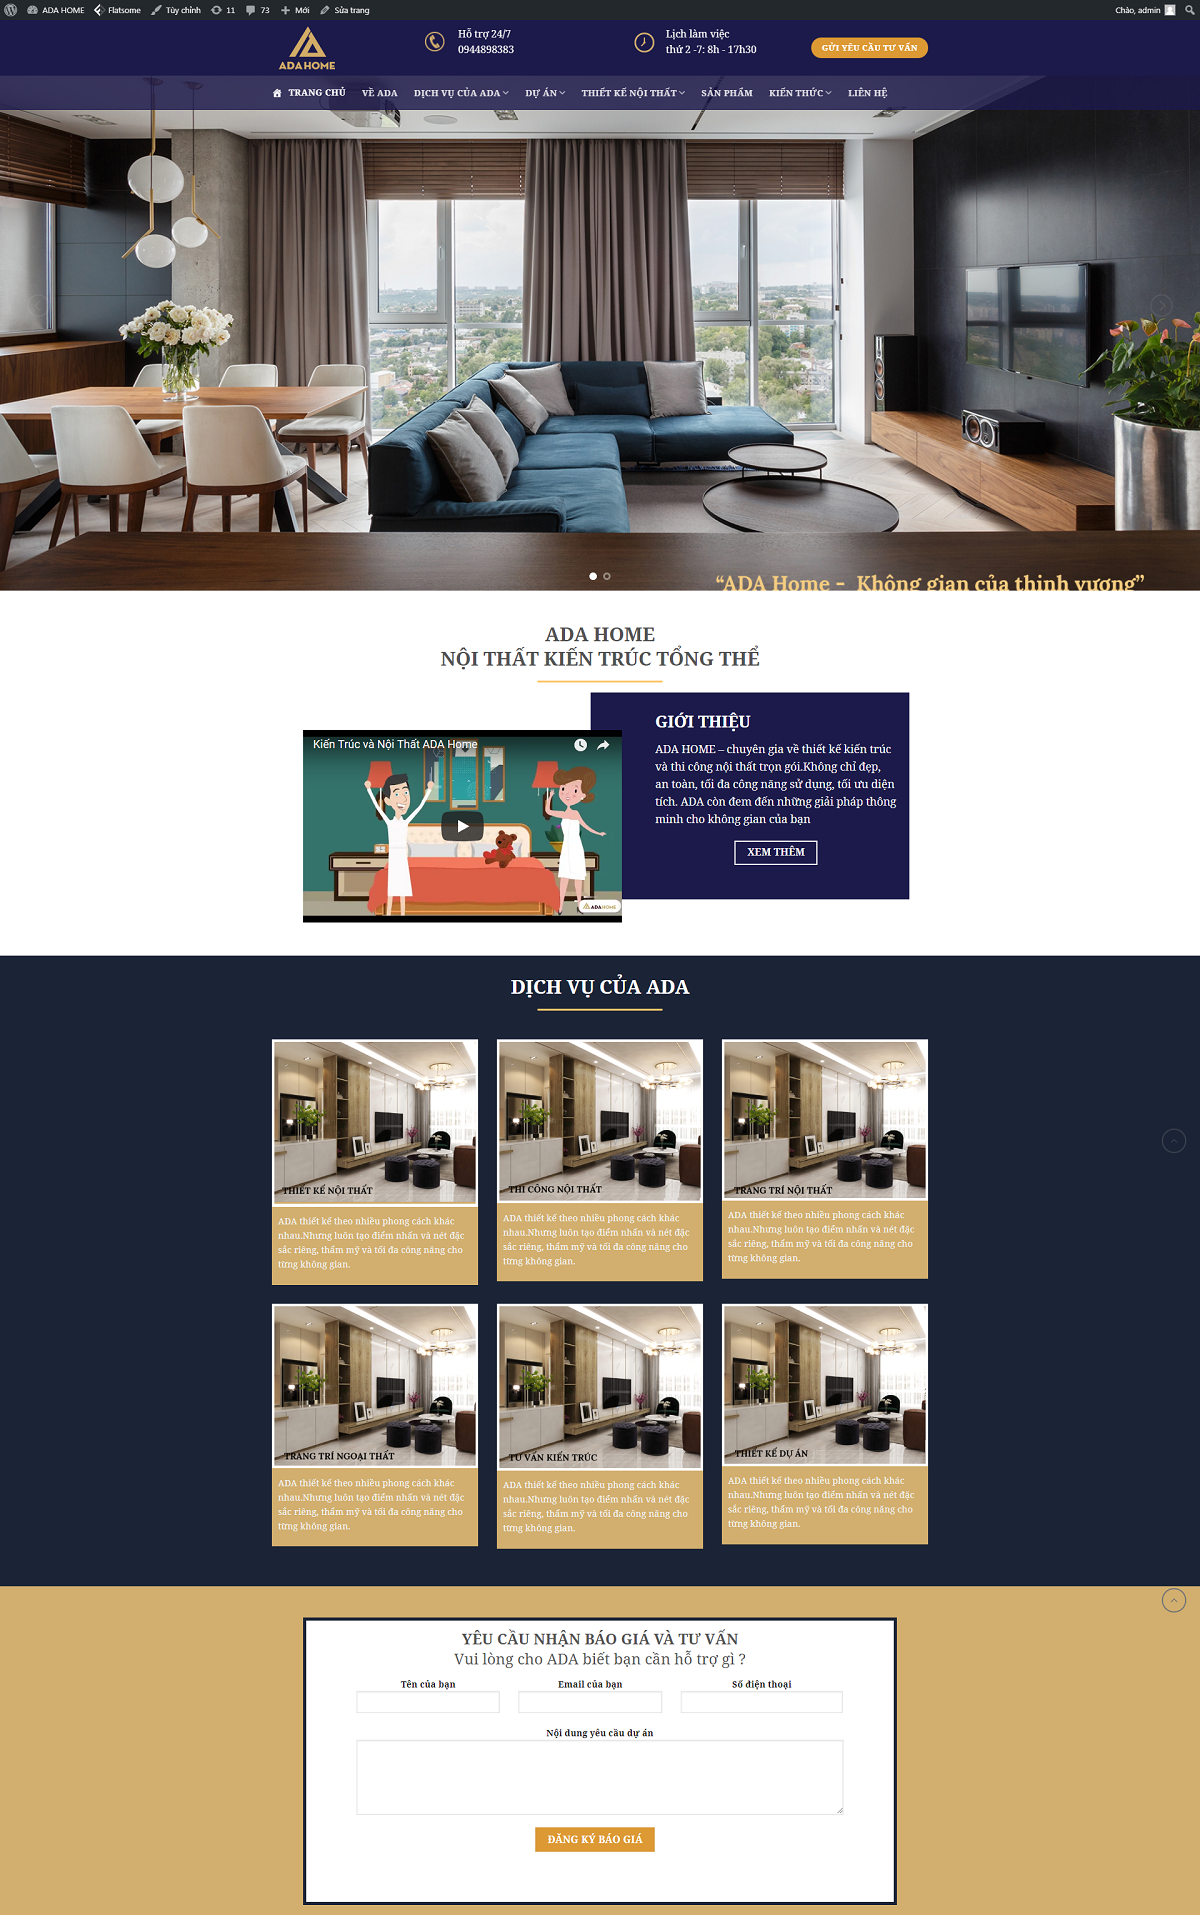 ADA HOME Flatsome Tùy chỉnh 11 73 Mới Sửa trang Chào, admin
ADA HOME
Hỗ trợ 24/7
0944898383
Lịch làm việc
thứ 2 -7: 8h - 17h30
GỬI YÊU CẦU TƯ VẤN
TRANG CHỦ VỀ ADA DỊCH VỤ CỦA ADA DỰ ÁN THIẾT KẾ NỘI THẤT SẢN PHẨM KIẾN THỨC LIÊN HỆ
“ADA Home - Không gian của thịnh vượng”
ADA HOME
NỘI THẤT KIẾN TRÚC TỔNG THỂ
Kiến Trúc và Nội Thất ADA Home
ADAHOME
GIỚI THIỆU
ADA HOME – chuyên gia về thiết kế kiến trúc
và thi công nội thất trọn gói.Không chỉ đẹp,
an toàn, tối đa công năng sử dụng, tối ưu diện
tích. ADA còn đem đến những giải pháp thông
minh cho không gian của bạn
XEM THÊM
DỊCH VỤ CỦA ADA
THIẾT KẾ NỘI THẤT
ADA thiết kế theo nhiều phong cách khác
nhau.Nhưng luôn tạo điểm nhấn và nét đặc
sắc riêng, thẩm mỹ và tối đa công năng cho
từng không gian.
THI CÔNG NỘI THẤT
ADA thiết kế theo nhiều phong cách khác
nhau.Nhưng luôn tạo điểm nhấn và nét đặc
sắc riêng, thẩm mỹ và tối đa công năng cho
từng không gian.
TRANG TRÍ NỘI THẤT
ADA thiết kế theo nhiều phong cách khác
nhau.Nhưng luôn tạo điểm nhấn và nét đặc
sắc riêng, thẩm mỹ và tối đa công năng cho
từng không gian.
TRANG TRÍ NGOẠI THẤT
ADA thiết kế theo nhiều phong cách khác
nhau.Nhưng luôn tạo điểm nhấn và nét đặc
sắc riêng, thẩm mỹ và tối đa công năng cho
từng không gian.
TƯ VẤN KIẾN TRÚC
ADA thiết kế theo nhiều phong cách khác
nhau.Nhưng luôn tạo điểm nhấn và nét đặc
sắc riêng, thẩm mỹ và tối đa công năng cho
từng không gian.
THIẾT KẾ DỰ ÁN
ADA thiết kế theo nhiều phong cách khác
nhau.Nhưng luôn tạo điểm nhấn và nét đặc
sắc riêng, thẩm mỹ và tối đa công năng cho
từng không gian.
YÊU CẦU NHẬN BÁO GIÁ VÀ TƯ VẤN
Vui lòng cho ADA biết bạn cần hỗ trợ gì ?
Tên của bạn Email của bạn Số điện thoại
Nội dung yêu cầu dự án
ĐĂNG KÝ BÁO GIÁ